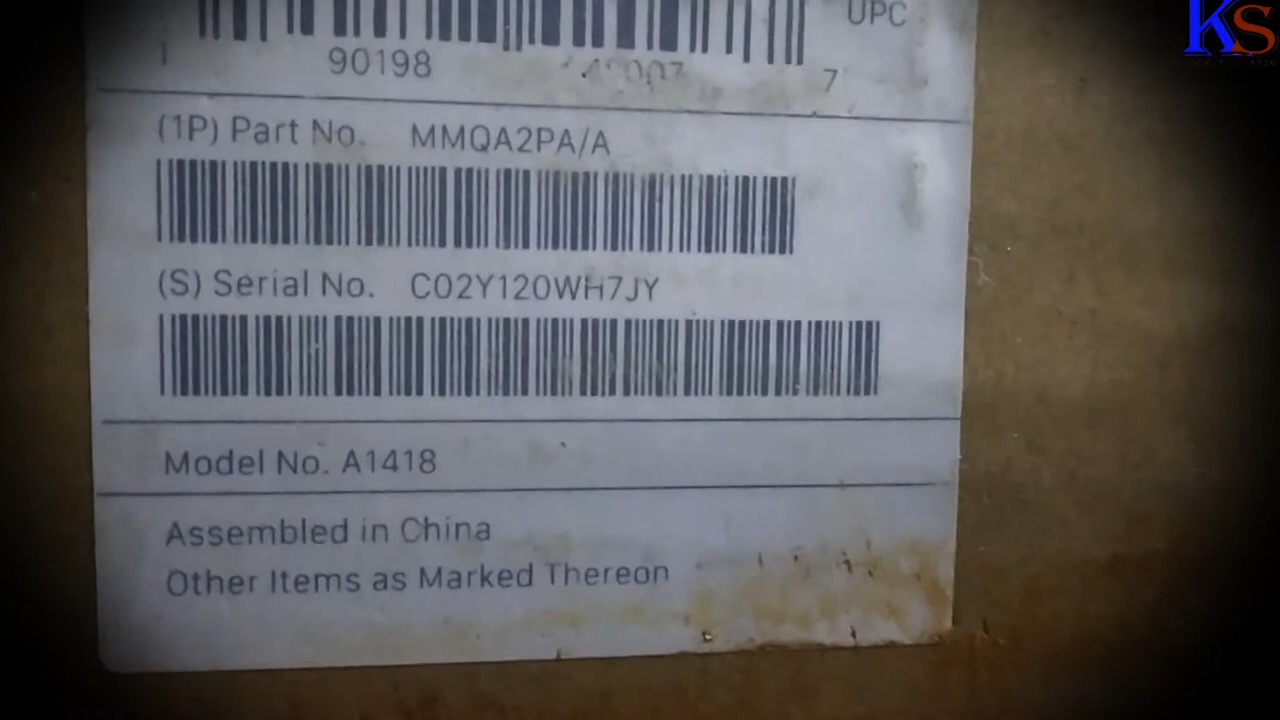 UPC
90198 7
(1P) Part No. MMQA2PA/A
(S) Serial No. C02Y120WH7JY
Model No. A1418
Assembled in China
Other Items as Marked Thereon
KS